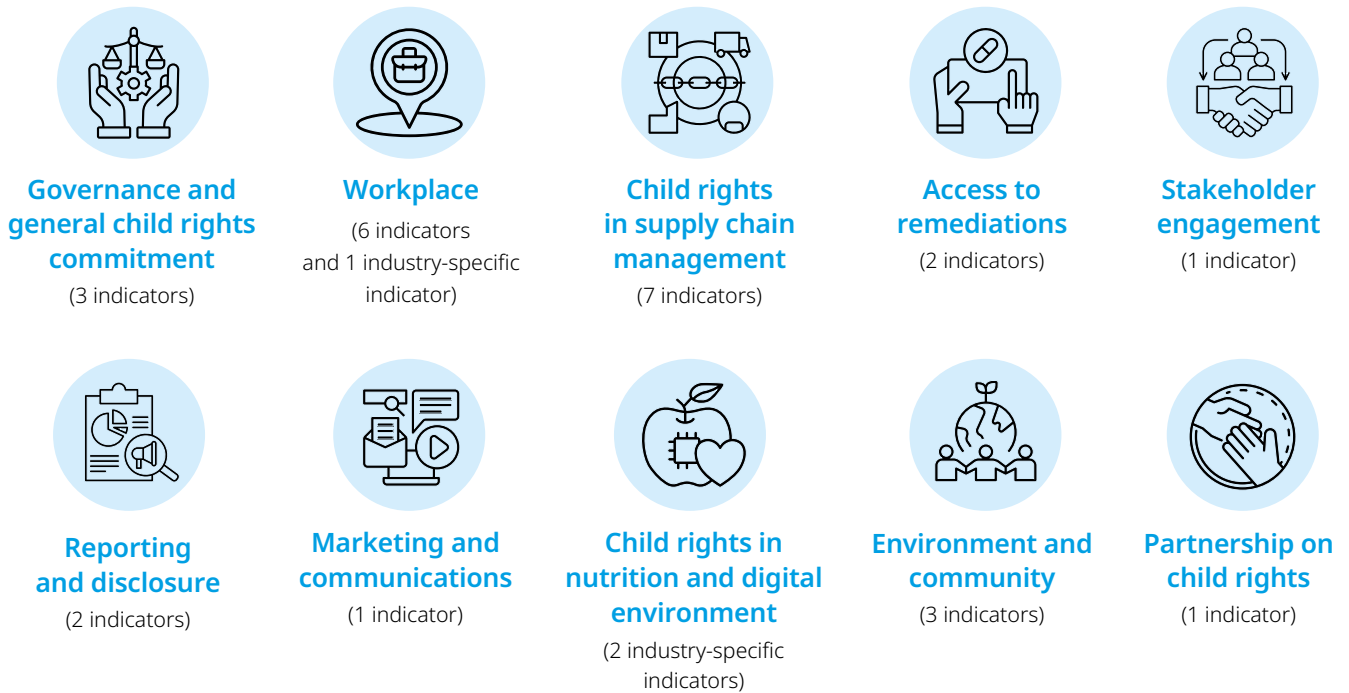 Governance and
general child rights
commitment
(3 indicators)
Workplace
(6 indicators
and 1 industry-specific
indicator)
Child rights
in supply chain
management
(7 indicators)
Access to
remediations
(2 indicators)
Stakeholder
engagement
(1 indicator)
Reporting
and disclosure
(2 indicators)
Marketing and
communications
(1 indicator)
Child rights in
nutrition and digital
environment
(2 industry-specific
indicators)
Environment and
community
(3 indicators)
Partnership on
child rights
(1 indicator)